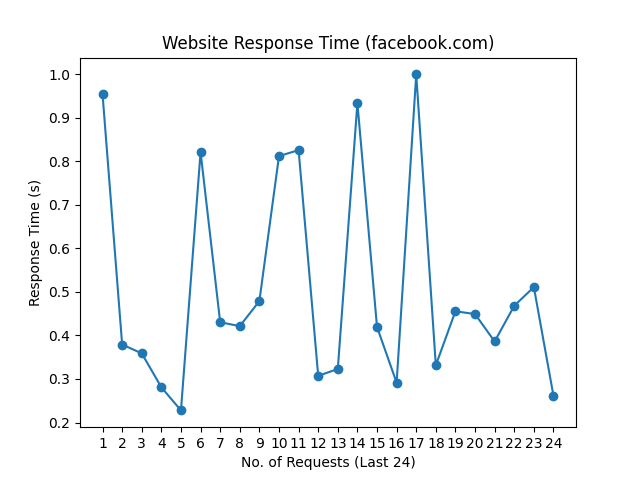 Website Response Time (facebook.com)
1.0
0.9
0.8
0.7
0.6
0.5
0.4
0.3
0.2
Response Time (s)
1 2 3 4 5 6 7 8 9 10 11 12 13 14 15 16 17 18 19 20 21 22 23 24
No. of Requests (Last 24)